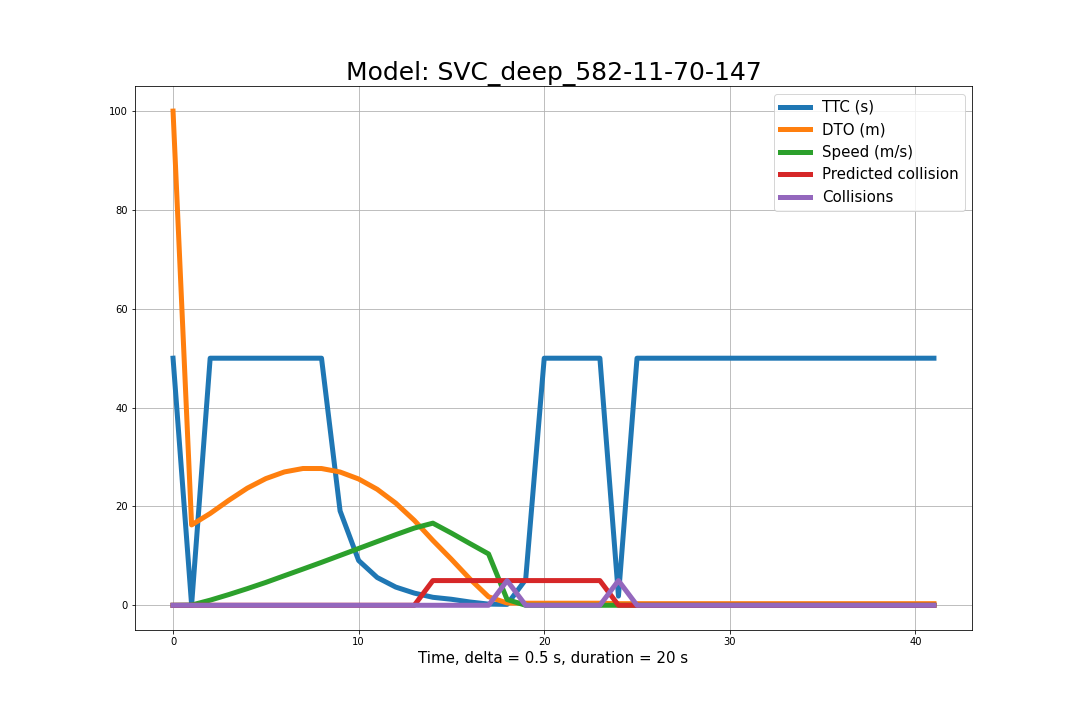 Model: SVC_deep_582-11-70-147
TTC (s)
DTO (m)
Speed (m/s)
Predicted collision
Collisions
100
80
60
40
20
0
0 10 20 30 40
Time, delta = 0.5 s, duration = 20 s